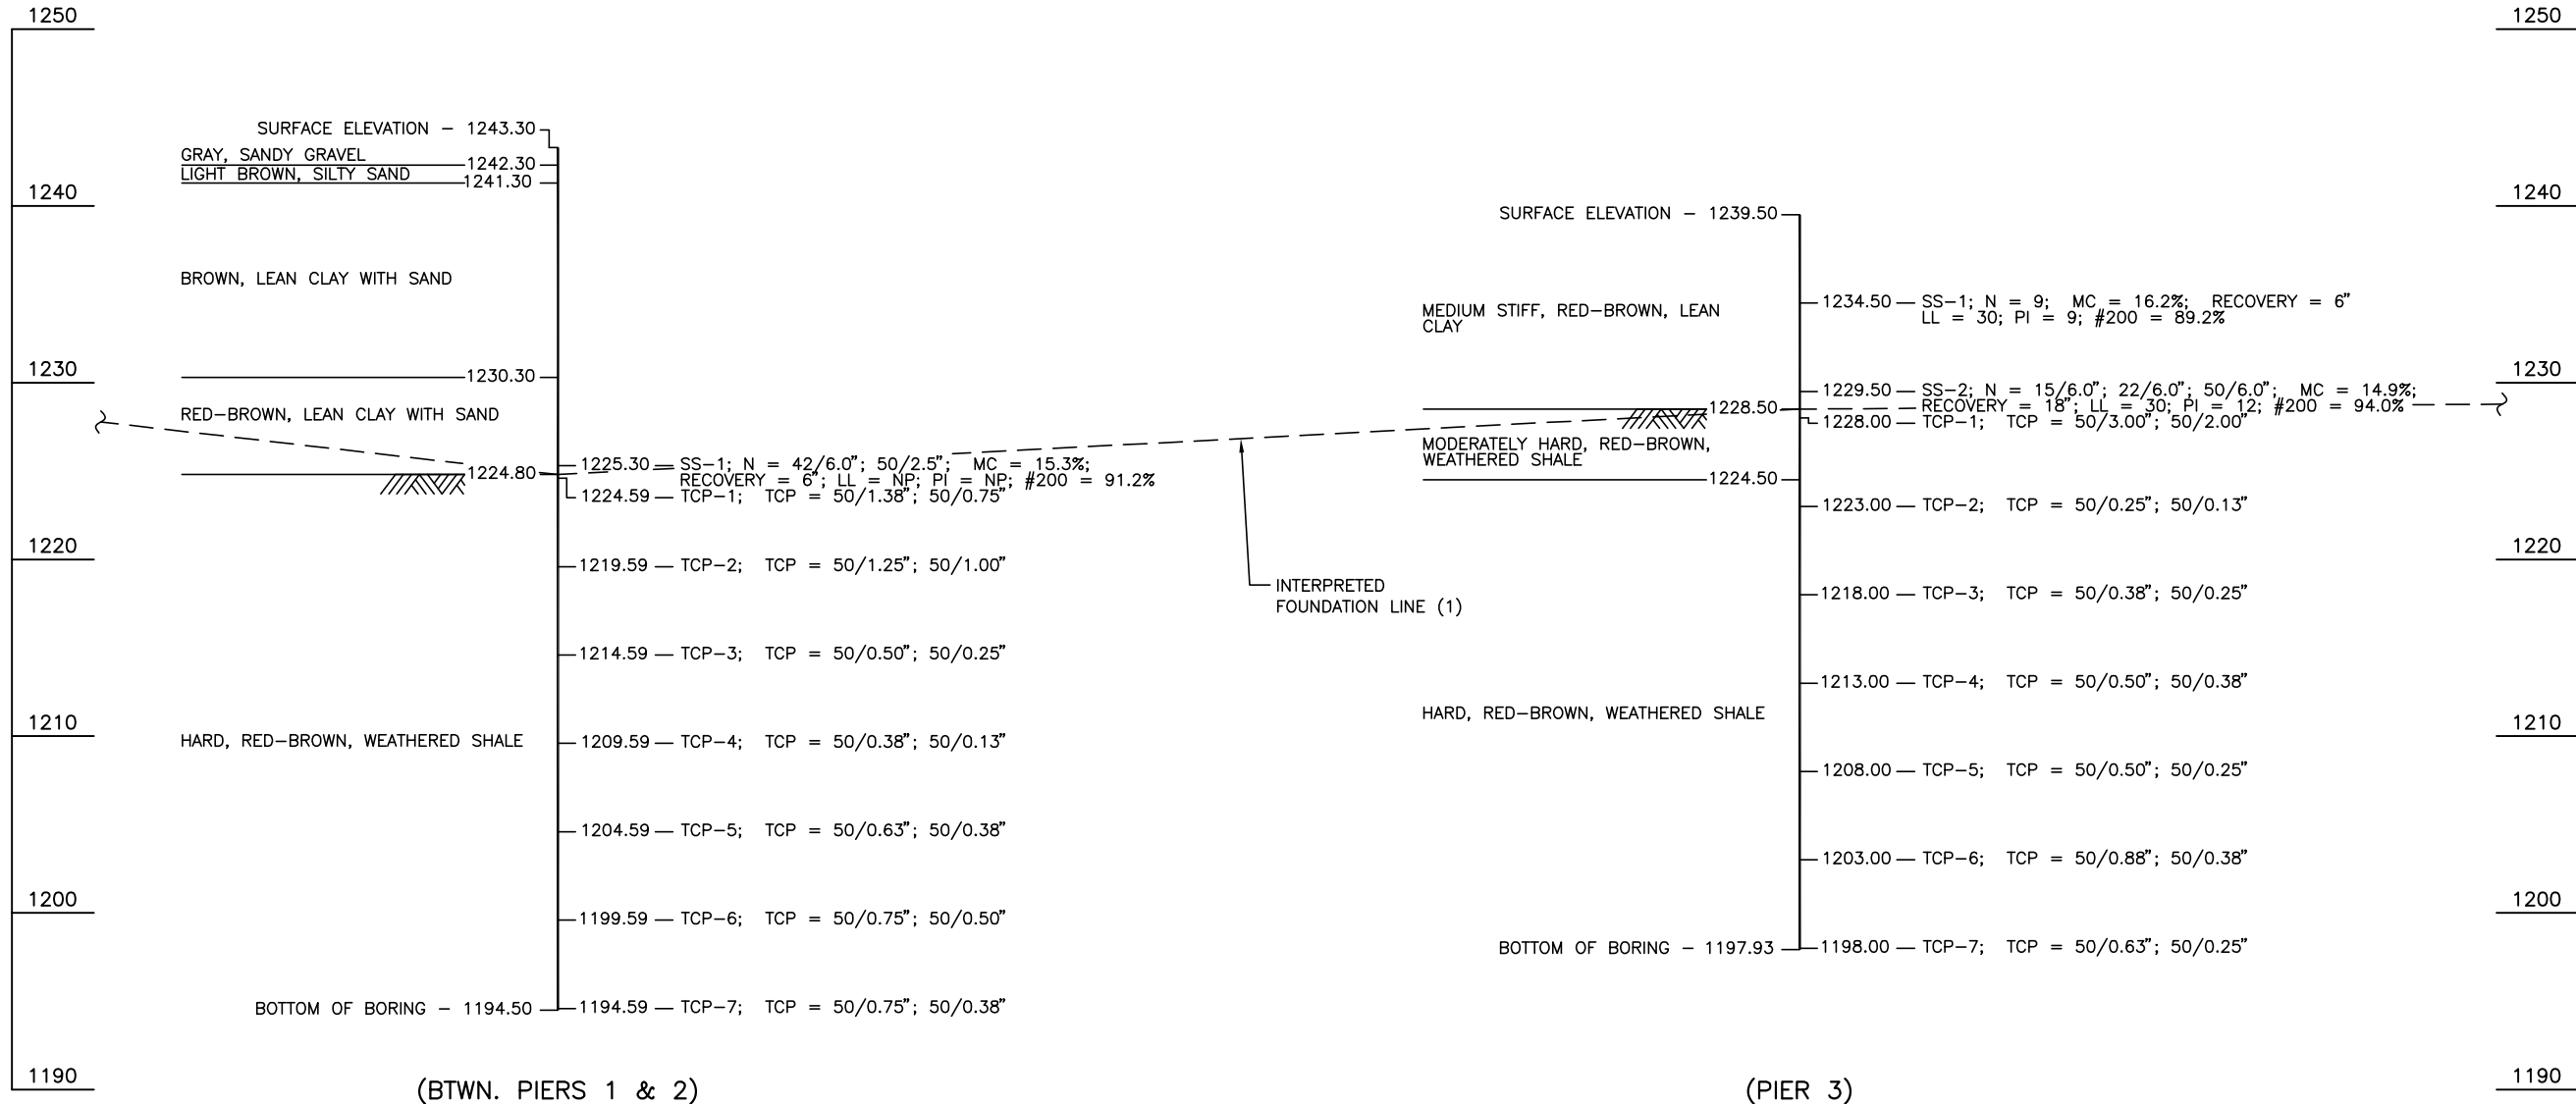 1250
1250
SURFACE ELEVATION - 1243.30
GRAY, SANDY GRAVEL
1242.30
LIGHT BROWN, SILTY SAND
1241.30
1240
1240
SURFACE ELEVATION - 1239.50
BROWN, LEAN CLAY WITH SAND
MEDIUM STIFF, RED-BROWN, LEAN
CLAY
1234.50 SS-1; N = 9; MC = 16.2%; RECOVERY = 6"
LL = 30; PI = 9; #200 = 89.2%
1230
1230
1230.30
1229.50 SS-2; N = 15/6.0"; 22/6.0"; 50/6.0"; MC = 14.9%;
RECOVERY = 18"; LL = 30; PI = 12; #200 = 94.0%
RED-BROWN, LEAN CLAY WITH SAND
1228.50
1228.00 TCP-1; TCP = 50/3.00"; 50/2.00"
MODERATELY HARD, RED-BROWN,
WEATHERED SHALE
1225.30 SS-1; N = 42/6.0"; 50/2.5"; MC = 15.3%;
RECOVERY = 6"; LL = NP; PI = NP; #200 = 91.2%
1224.80
1224.50
1224.59 TCP-1; TCP = 50/1.38"; 50/0.75"
1223.00 TCP-2; TCP = 50/0.25"; 50/0.13"
1220
1220
1219.59 TCP-2; TCP = 50/1.25"; 50/1.00"
INTERPRETED
FOUNDATION LINE (1)
1218.00 TCP-3; TCP = 50/0.38"; 50/0.25"
1214.59 TCP-3; TCP = 50/0.50"; 50/0.25"
1213.00 TCP-4; TCP = 50/0.50"; 50/0.38"
HARD, RED-BROWN, WEATHERED SHALE
1210
1210
HARD, RED-BROWN, WEATHERED SHALE
1209.59 TCP-4; TCP = 50/0.38"; 50/0.13"
1208.00 TCP-5; TCP = 50/0.50"; 50/0.25"
1204.59 TCP-5; TCP = 50/0.63"; 50/0.38"
1203.00 TCP-6; TCP = 50/0.88"; 50/0.38"
1200
1200
1199.59 TCP-6; TCP = 50/0.75"; 50/0.50"
BOTTOM OF BORING - 1197.93
1198.00 TCP-7; TCP = 50/0.63"; 50/0.25"
BOTTOM OF BORING - 1194.50
1194.59 TCP-7; TCP = 50/0.75"; 50/0.38"
1190
1190
(BTWN. PIERS 1 & 2)
(PIER 3)